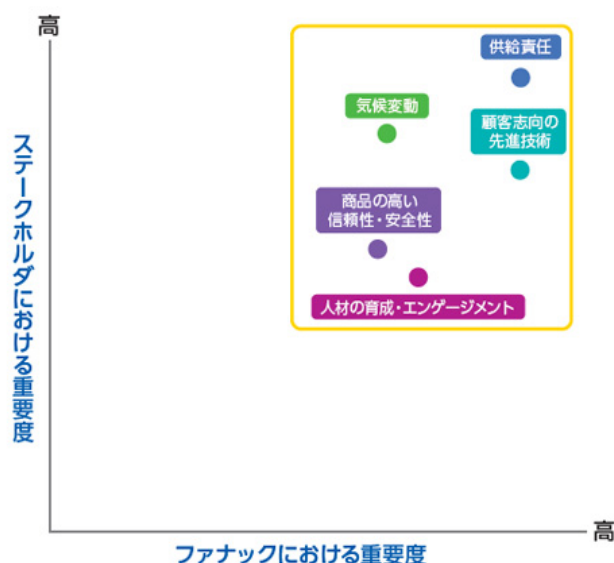 高
供給責任
気候変動
顧客志向の
先進技術
商品の高い
信頼性・安全性
人材の育成・エンゲージメント
ステークホルダにおける重要度
高
ファナックにおける重要度